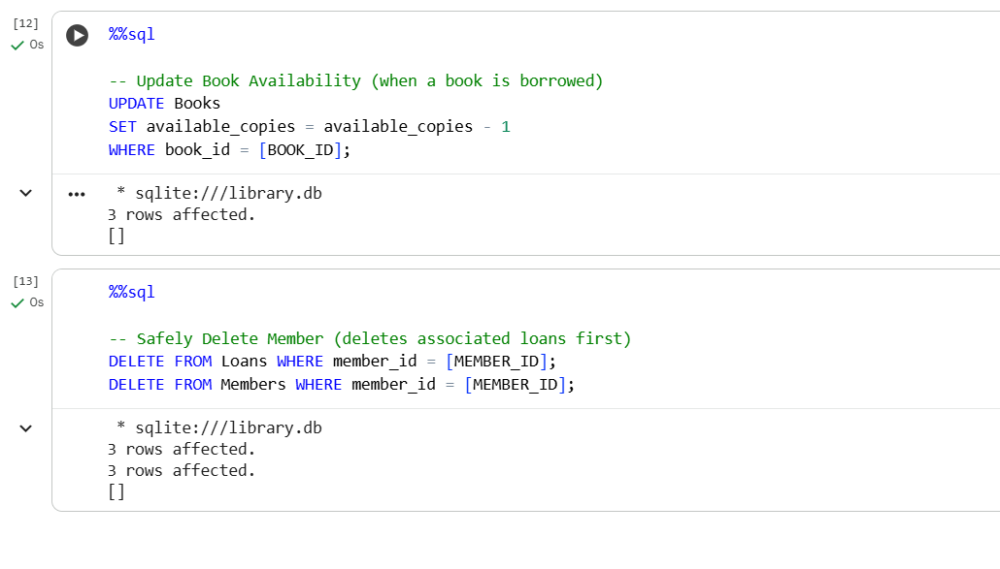 [12]
0s
%%sql
-- Update Book Availability (when a book is borrowed)
UPDATE Books
SET available_copies = available_copies - 1
WHERE book_id = [BOOK_ID];
* sqlite:///library.db
3 rows affected.
[]
[13]
0s
%%sql
-- Safely Delete Member (deletes associated loans first)
DELETE FROM Loans WHERE member_id = [MEMBER_ID];
DELETE FROM Members WHERE member_id = [MEMBER_ID];
* sqlite:///library.db
3 rows affected.
3 rows affected.
[]